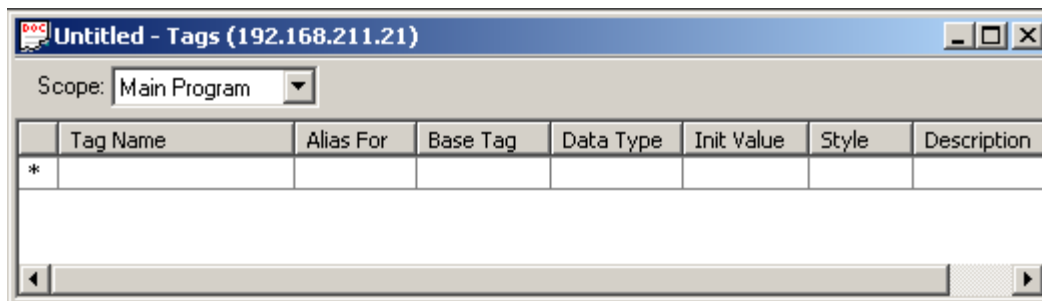 DOC
Untitled - Tags (192.168.211.21)
Scope: Main Program
Tag Name Alias For Base Tag Data Type Init Value Style Description
*